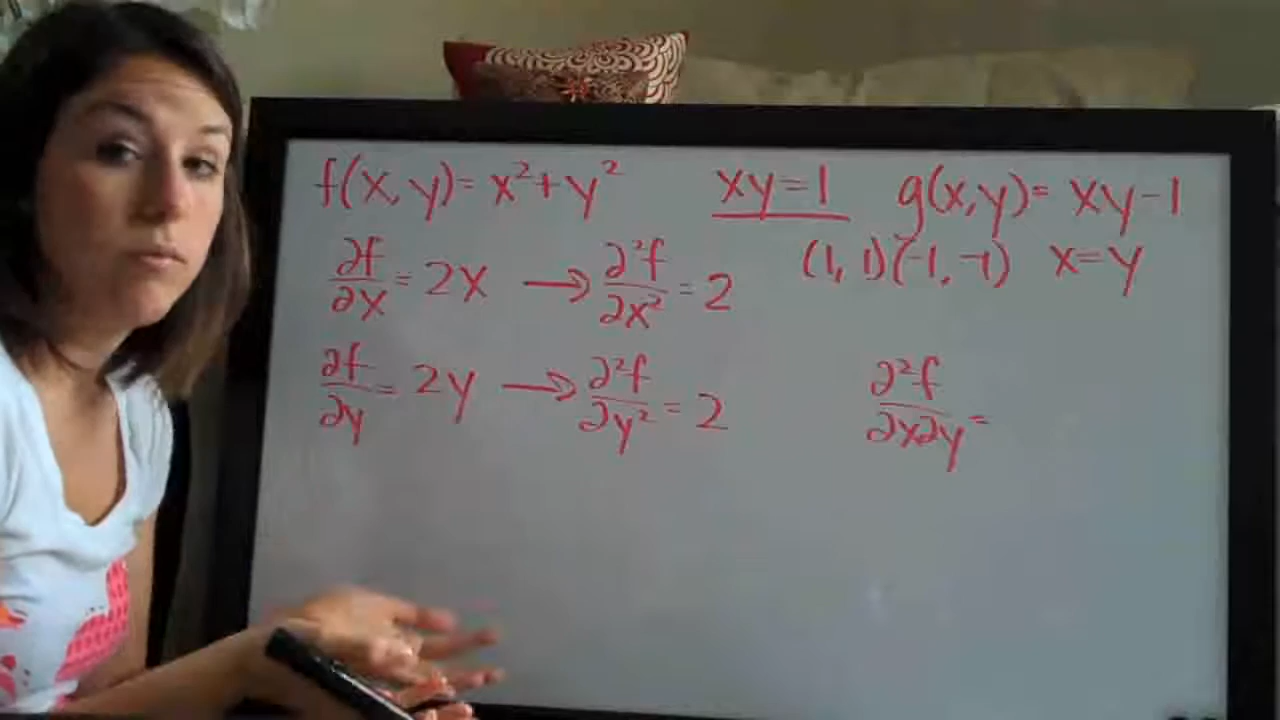 f(x,y)= x²+y² xy=1 g(x,y)= xy-1
(1,1)(-1,-1) x=y
∂f/∂x = 2x → ∂²f/∂x² = 2
∂f/∂y = 2y → ∂²f/∂y² = 2 ∂²f/∂x∂y =